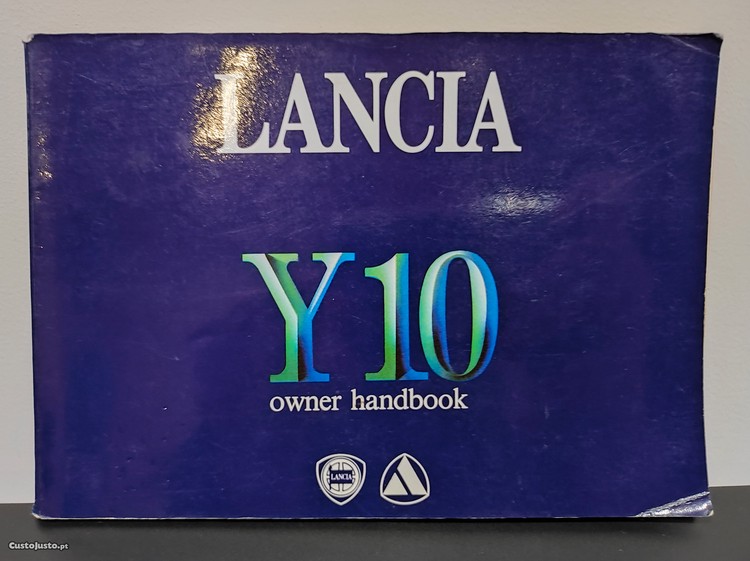 LANCIA
Y10
owner handbook
LANCIA
CustoJusto.pt